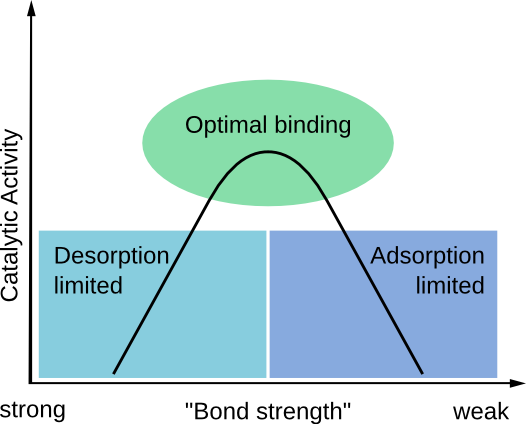 Optimal binding
Desorption
limited
Adsorption
limited
Catalytic Activity
strong
"Bond strength"
weak